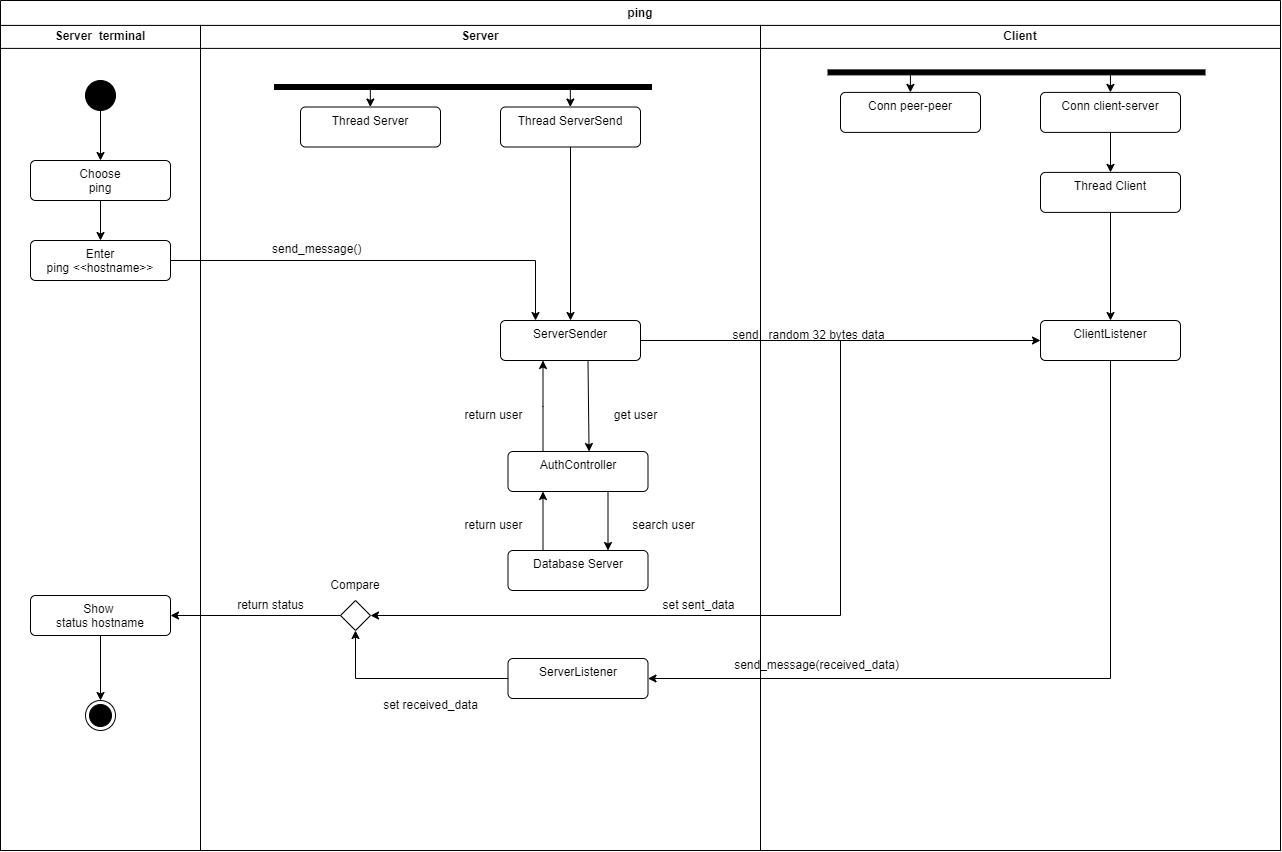 ping
Server terminal
Server
Client
Thread Server
Thread ServerSend
Conn peer-peer
Conn client-server
Choose
ping
Thread Client
Enter
ping <<hostname>>
send_message()
ServerSender
send random 32 bytes data
ClientListener
return user
get user
AuthController
return user
search user
Database Server
Compare
Show
status hostname
return status
set sent_data
ServerListener
send_message(received_data)
set received_data